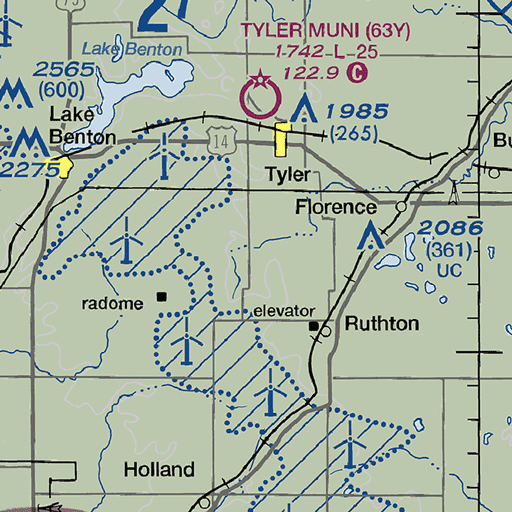 27
TYLER MUNI (63Y)
1742 L 25
122.9 C
Lake Benton
2565
(600)
Lake
Benton
2275
14
1985
(265)
Tyler
Florence
2086
(361)
UC
radome
elevator
Ruthton
Holland